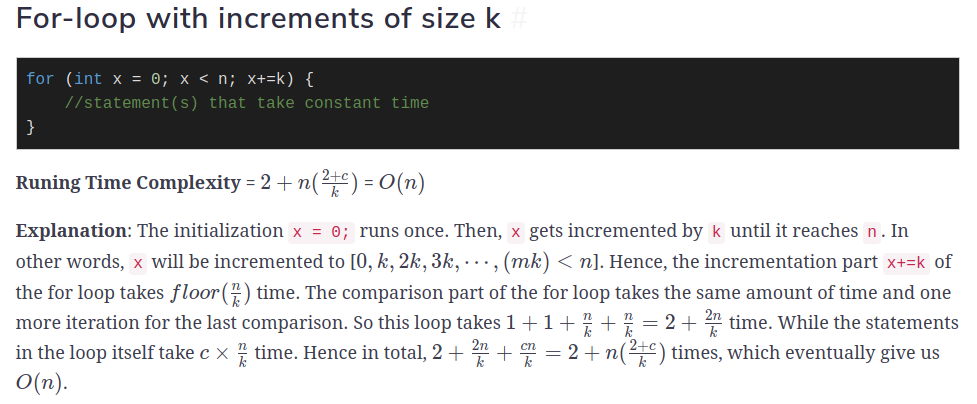 For-loop with increments of size k #
for (int x = 0; x < n; x+=k) {
//statement(s) that take constant time
}
Runing Time Complexity = 2 + n(\frac{2+c}{k}) = O(n)
Explanation: The initialization x = 0; runs once. Then, x gets incremented by k until it reaches n. In
other words, x will be incremented to [0, k, 2k, 3k, ⋯, (mk) < n]. Hence, the incrementation part x+=k of
the for loop takes floor(\frac{n}{k}) time. The comparison part of the for loop takes the same amount of time and one
more iteration for the last comparison. So this loop takes 1 + 1 + \frac{n}{k} + \frac{n}{k} = 2 + \frac{2n}{k} time. While the statements
in the loop itself take c × \frac{n}{k} time. Hence in total, 2 + \frac{2n}{k} + \frac{cn}{k} = 2 + n(\frac{2+c}{k}) times, which eventually give us
O(n).